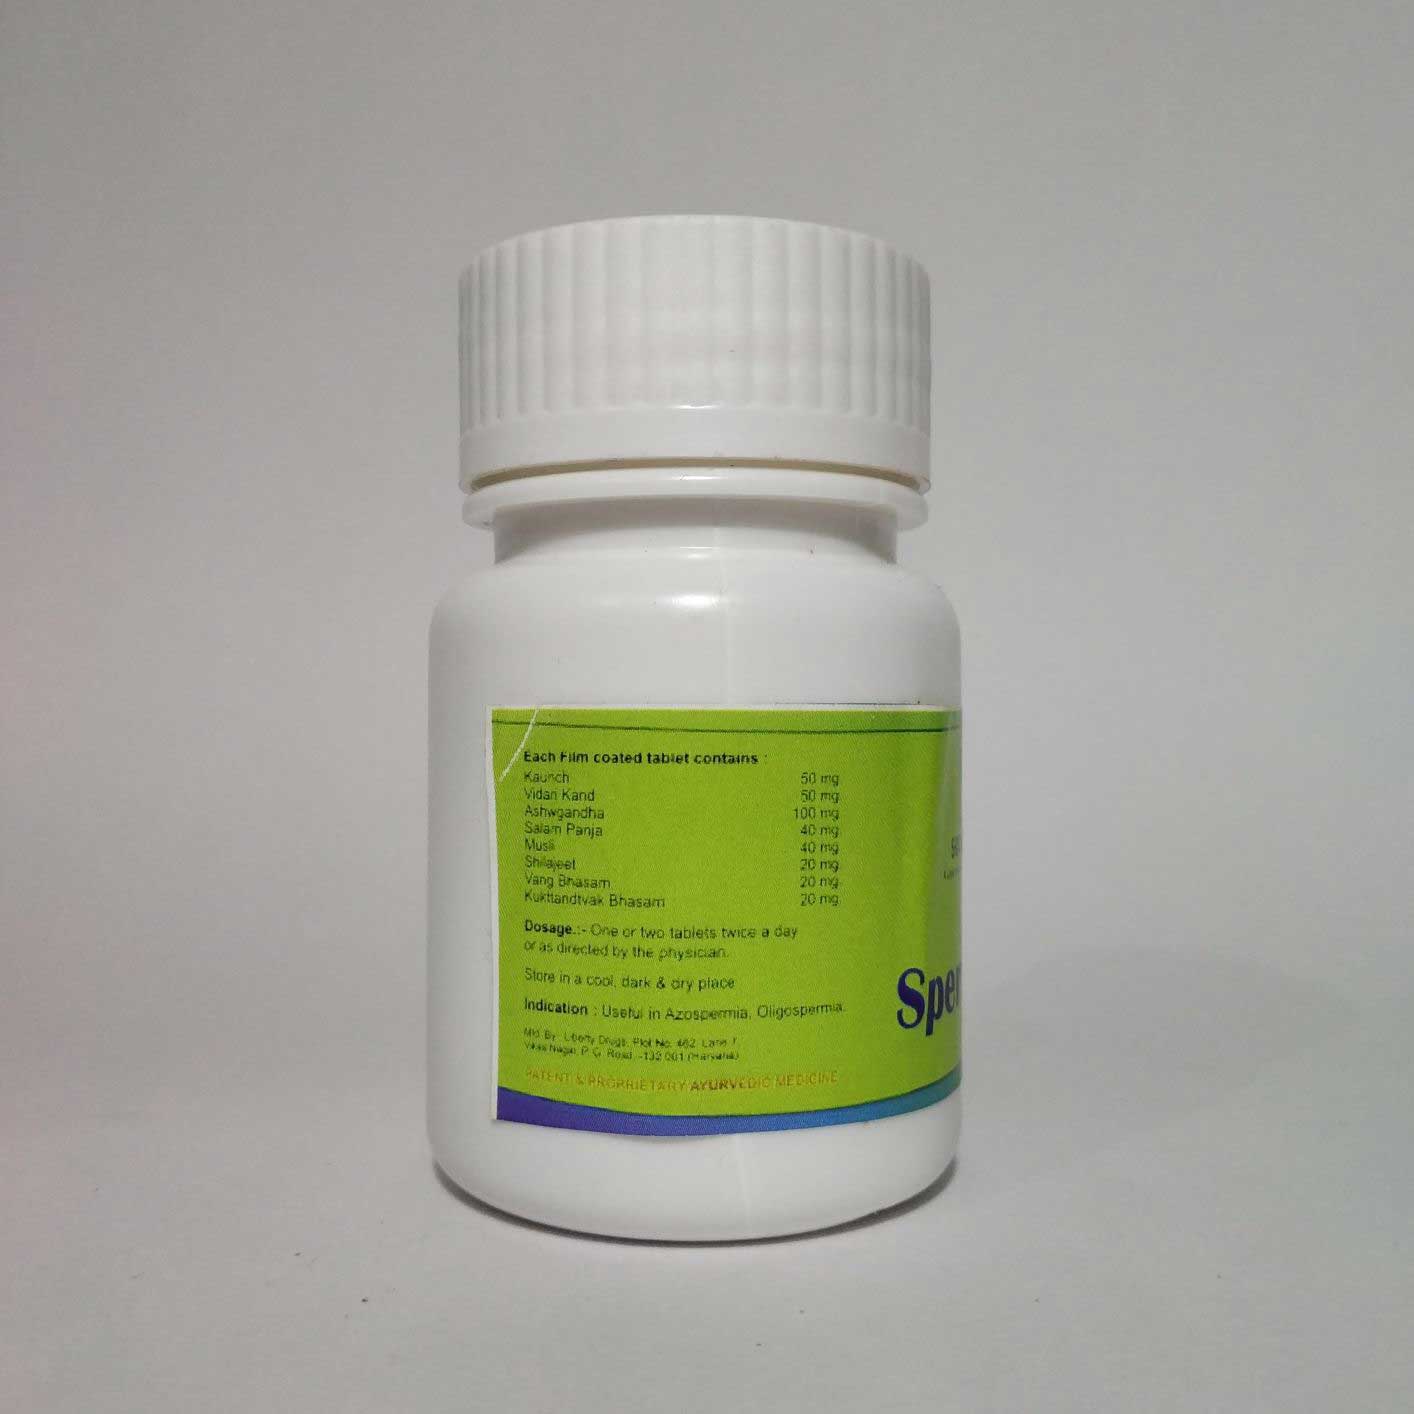 Each Film coated tablet contains :
Kaunch 50 mg
Vidari Kand 50 mg
Ashwgandha 100 mg
Salam Panja 40 mg
Musli 40 mg
Shilajeet 20 mg
Vang Bhasam 20 mg
Kukttandtvak Bhasam 20 mg
Dosage.:- One or two tablets twice a day
or as directed by the physician.
Store in a cool, dark & dry place
Indication : Useful in Azospermia, Oligospermia.
Mfd. By : Liberty Drugs, Plot No. 462, Lane 7,
Vikas Nagar, P. G. Road, -132 001 (Haryana)
PATENT & PROPRIETARY AYURVEDIC MEDICINE
Sper